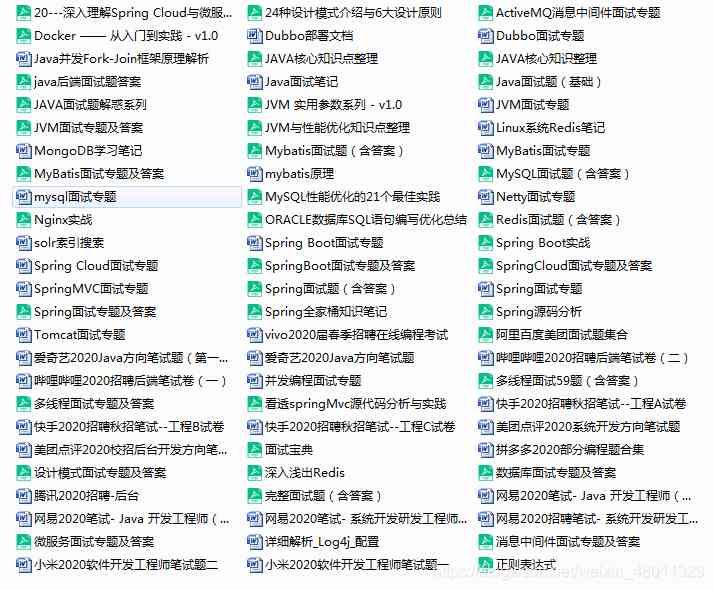 20---深入理解Spring Cloud与微服...
24种设计模式介绍与6大设计原则
ActiveMQ消息中间件面试专题
Docker —— 从入门到实践 - v1.0
Dubbo部署文档
Dubbo面试专题
Java并发Fork-Join框架原理解析
JAVA核心知识点整理
JAVA核心知识整理
java后端面试题答案
Java面试笔记
Java面试题（基础）
JAVA面试题解惑系列
JVM 实用参数系列 - v1.0
JVM面试专题
JVM面试专题及答案
JVM与性能优化知识点整理
Linux系统Redis笔记
MongoDB学习笔记
Mybatis面试题（含答案）
MyBatis面试专题
MyBatis面试专题及答案
mybatis原理
MySQL面试题（含答案）
mysql面试专题
MySQL性能优化的21个最佳实践
Netty面试专题
Nginx实战
ORACLE数据库SQL语句编写优化总结
Redis面试题（含答案）
solr索引搜索
Spring Boot面试专题
Spring Boot实战
Spring Cloud面试专题
SpringBoot面试专题及答案
SpringCloud面试专题及答案
SpringMVC面试专题
Spring面试题（含答案）
Spring面试专题
Spring面试专题及答案
Spring全家桶知识笔记
Spring源码分析
Tomcat面试专题
vivo2020届春季招聘在线编程考试
阿里百度美团面试题集合
爱奇艺2020Java方向笔试题（第一...
爱奇艺2020Java方向笔试题
哔哩哔哩2020招聘后端笔试卷（二）
哔哩哔哩2020招聘后端笔试卷（一）
并发编程面试专题
多线程面试59题（含答案）
多线程面试专题及答案
看透springMvc源代码分析与实践
快手2020招聘秋招笔试--工程A试卷
快手2020招聘秋招笔试--工程B试卷
快手2020招聘秋招笔试--工程C试卷
美团点评2020系统开发方向笔试题
美团点评2020校招后台开发方向笔...
面试宝典
拼多多2020部分编程题合集
设计模式面试专题及答案
深入浅出Redis
数据库面试专题及答案
腾讯2020招聘-后台
完整面试题（含答案）
网易2020笔试- Java 开发工程师（...
网易2020笔试- Java 开发工程师（...
网易2020笔试- 系统开发研发工程师...
网易2020招聘笔试- 系统开发研发工...
微服务面试专题及答案
详细解析_Log4j_配置
消息中间件面试专题及答案
小米2020软件开发工程师笔试题二
小米2020软件开发工程师笔试题一
正则表达式